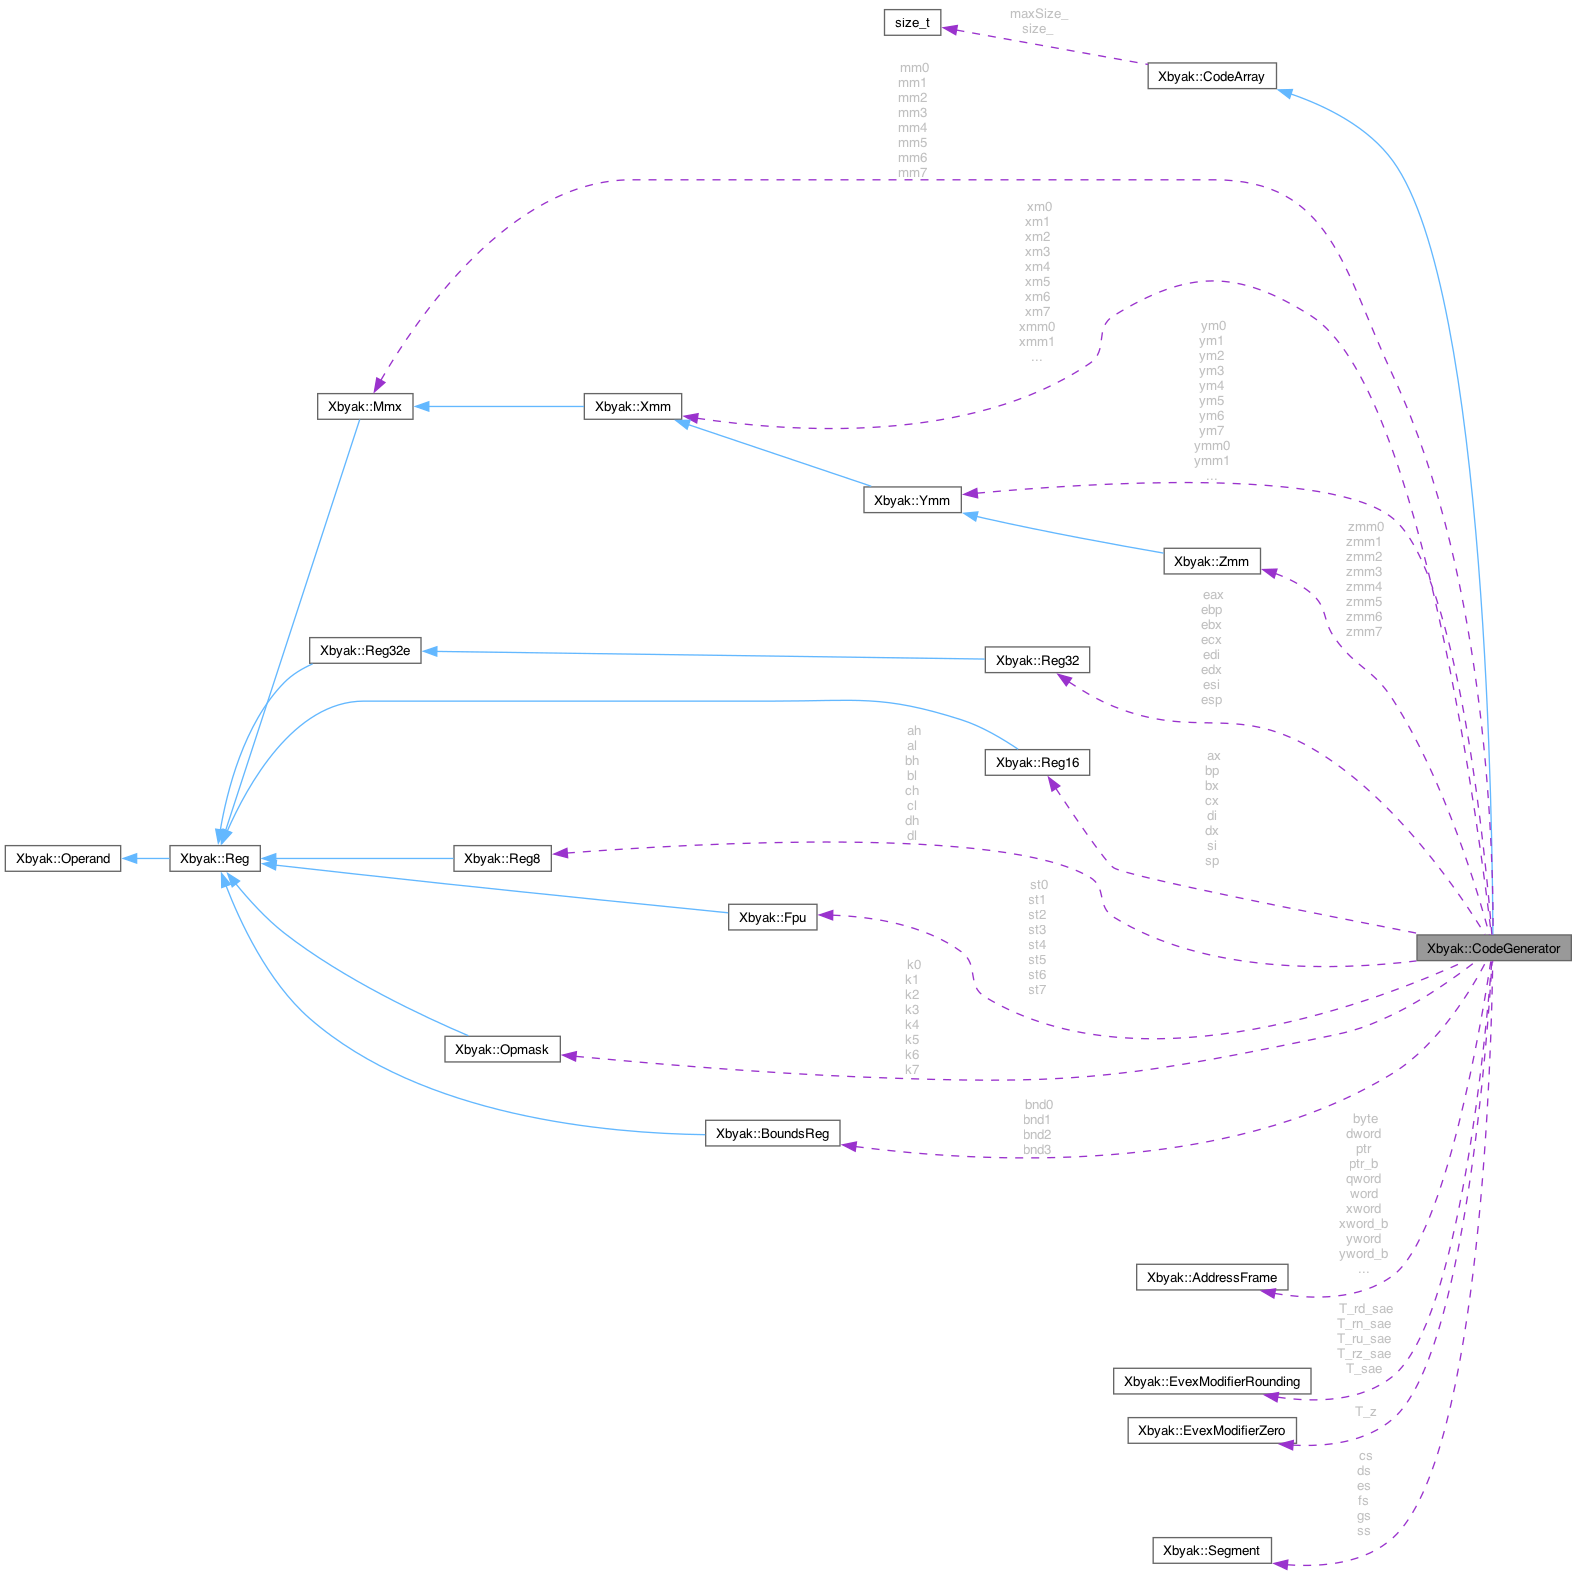 maxSize_
size_
size_t
Xbyak::CodeArray
mm0
mm1
mm2
mm3
mm4
mm5
mm6
mm7
xm0
xm1
xm2
xm3
xm4
xm5
xm6
xm7
xmm0
xmm1
...
ym0
ym1
ym2
ym3
ym4
ym5
ym6
ym7
ymm0
ymm1
...
Xbyak::Mmx
Xbyak::Xmm
Xbyak::Ymm
zmm0
zmm1
zmm2
zmm3
zmm4
zmm5
zmm6
zmm7
Xbyak::Zmm
eax
ebp
ebx
ecx
edi
edx
esi
esp
Xbyak::Reg32e
Xbyak::Reg32
ah
al
bh
bl
ch
cl
dh
dl
Xbyak::Reg16
ax
bp
bx
cx
di
dx
si
sp
Xbyak::Operand
Xbyak::Reg
Xbyak::Reg8
st0
st1
st2
st3
st4
st5
st6
st7
Xbyak::Fpu
Xbyak::CodeGenerator
k0
k1
k2
k3
k4
k5
k6
k7
Xbyak::Opmask
bnd0
bnd1
bnd2
bnd3
Xbyak::BoundsReg
byte
dword
ptr
ptr_b
qword
word
xword
xword_b
yword
yword_b
...
Xbyak::AddressFrame
T_rd_sae
T_rn_sae
T_ru_sae
T_rz_sae
T_sae
Xbyak::EvexModifierRounding
T_z
Xbyak::EvexModifierZero
cs
ds
es
fs
gs
ss
Xbyak::Segment